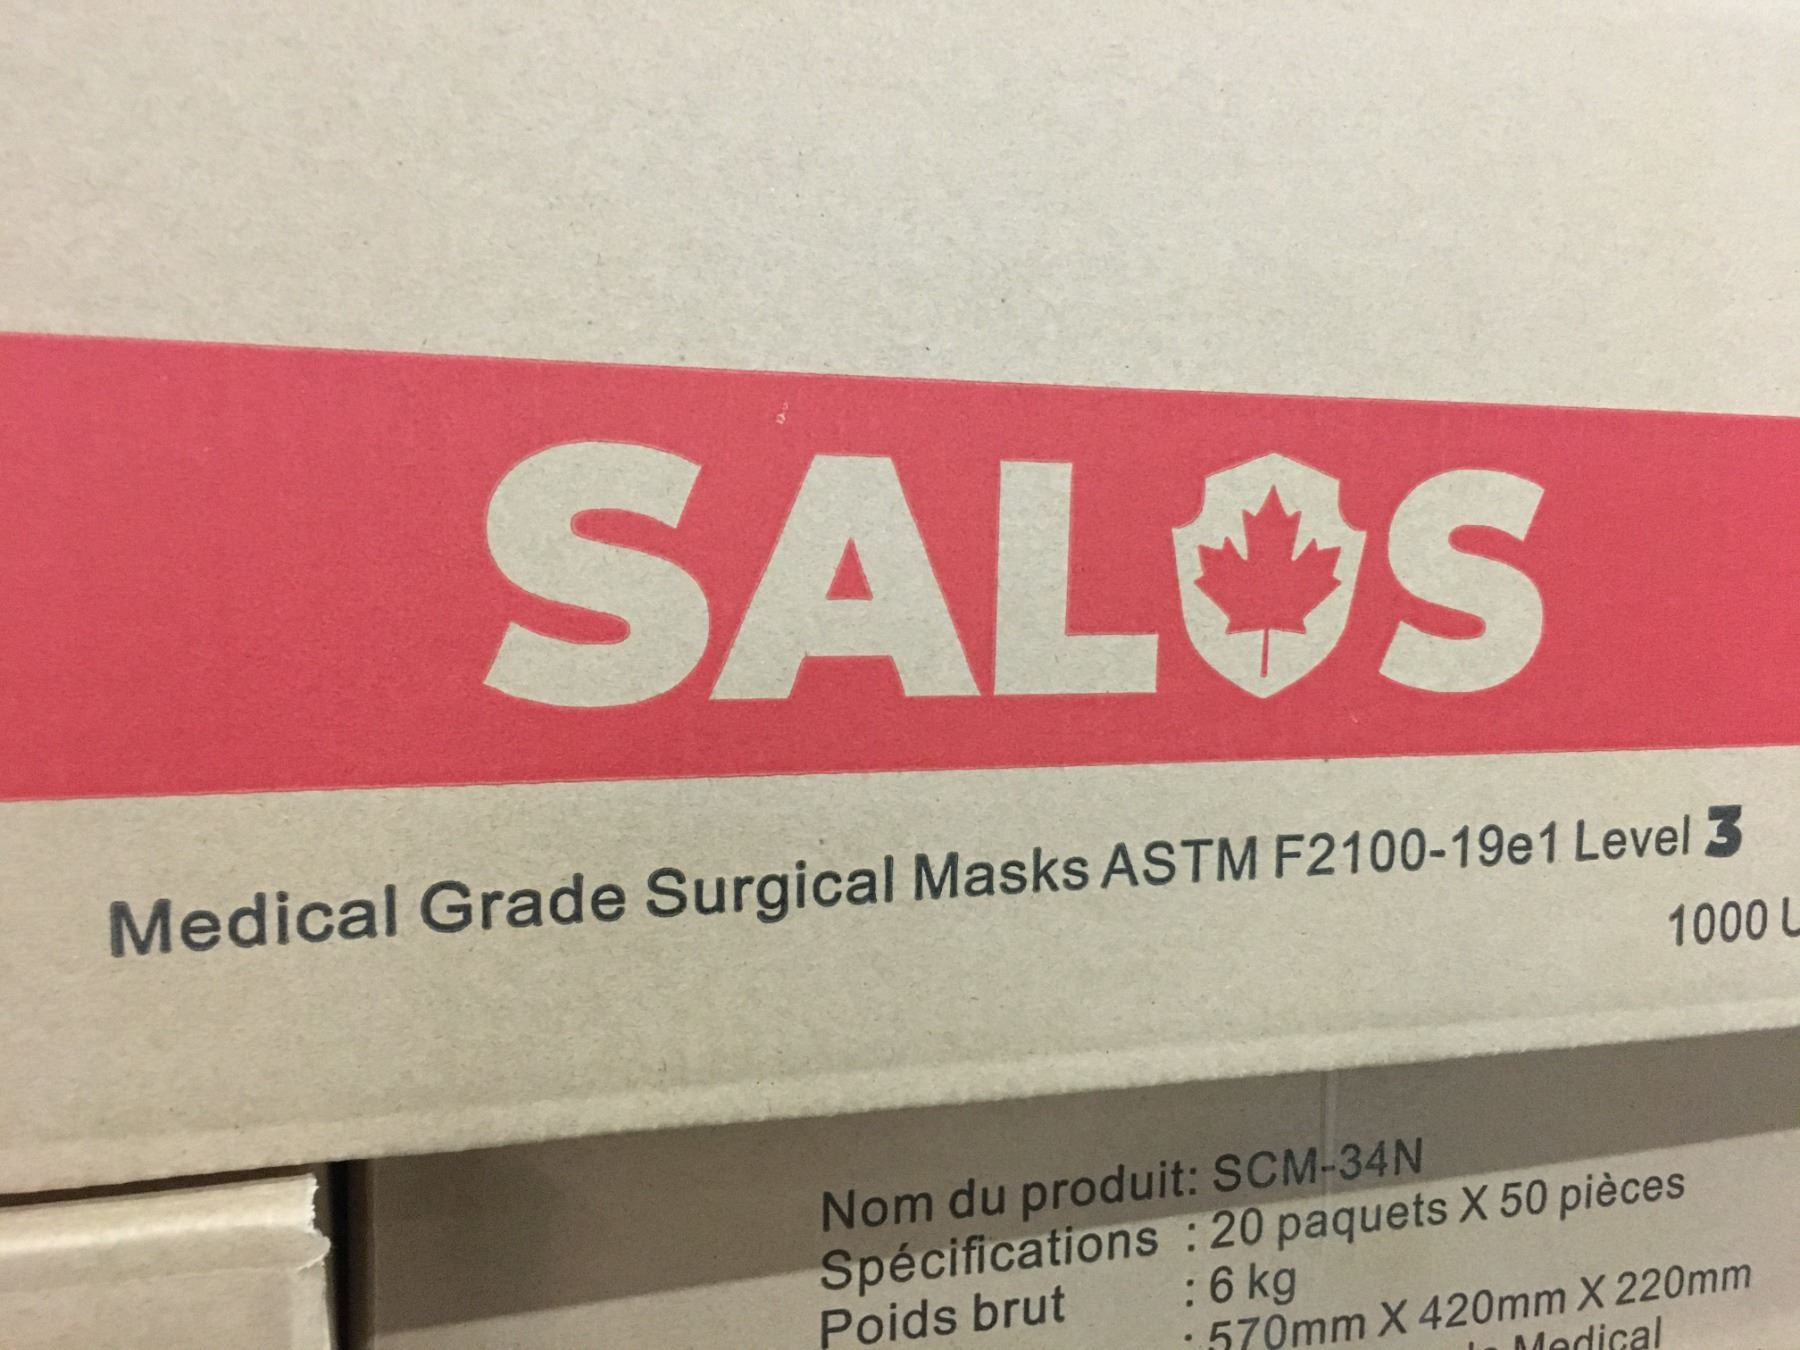 SALOS
Medical Grade Surgical Masks ASTM F2100-19e1 Level 3
1000 U
Nom du produit: SCM-34N
Spécifications : 20 paquets X 50 pièces
Poids brut : 6 kg
: 570mm X 420mm X 220mm
Medical